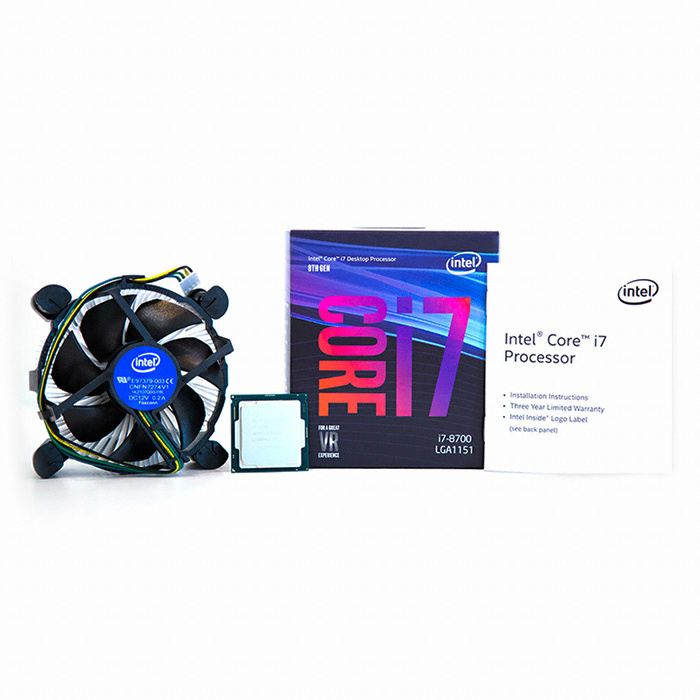 intel
E97379-003
DC12V 0.2A
Foxconn
Intel® Core™ i7 Desktop Processor
8TH GEN
intel
CORE i7
FOR A GREAT
VR
EXPERIENCE
i7-8700
LGA1151
intel
Intel® Core™ i7
Processor
• Installation Instructions
• Three Year Limited Warranty
• Intel Inside® Logo Label
(see back panel)